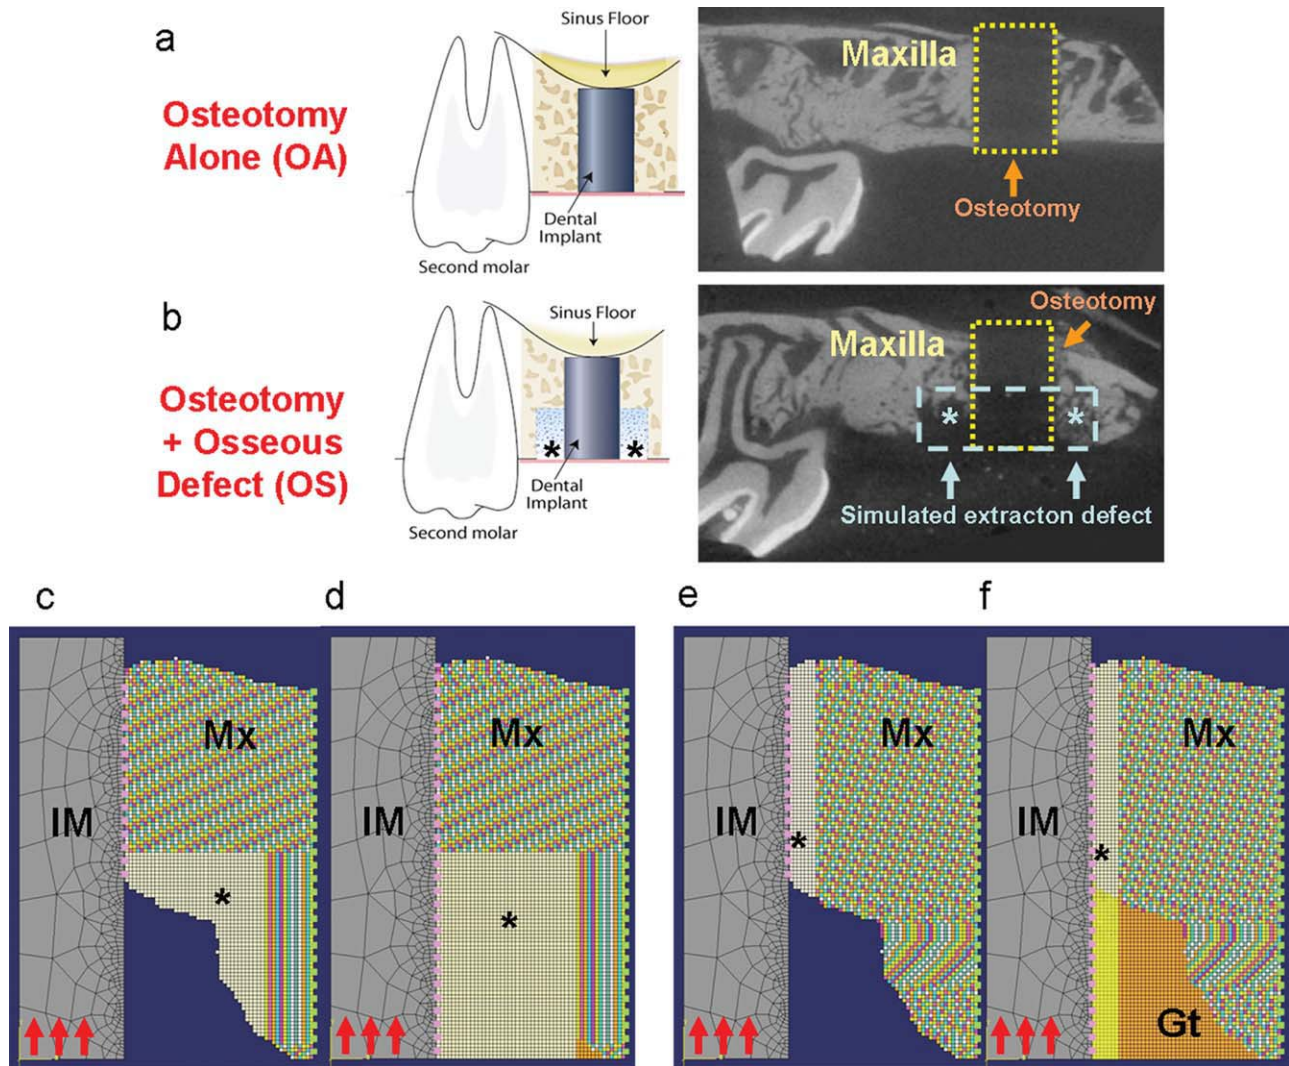 a
Osteotomy
Alone (OA)
Sinus Floor
Dental
Implant
Second molar
Maxilla
Osteotomy
b
Osteotomy
+ Osseous
Defect (OS)
Sinus Floor
*
*
Dental
Implant
Second molar
Osteotomy
Maxilla
*
*
Simulated extracton defect
c
d
e
f
Mx
IM
*
Mx
IM
*
Mx
IM
*
Mx
IM
*
Gt